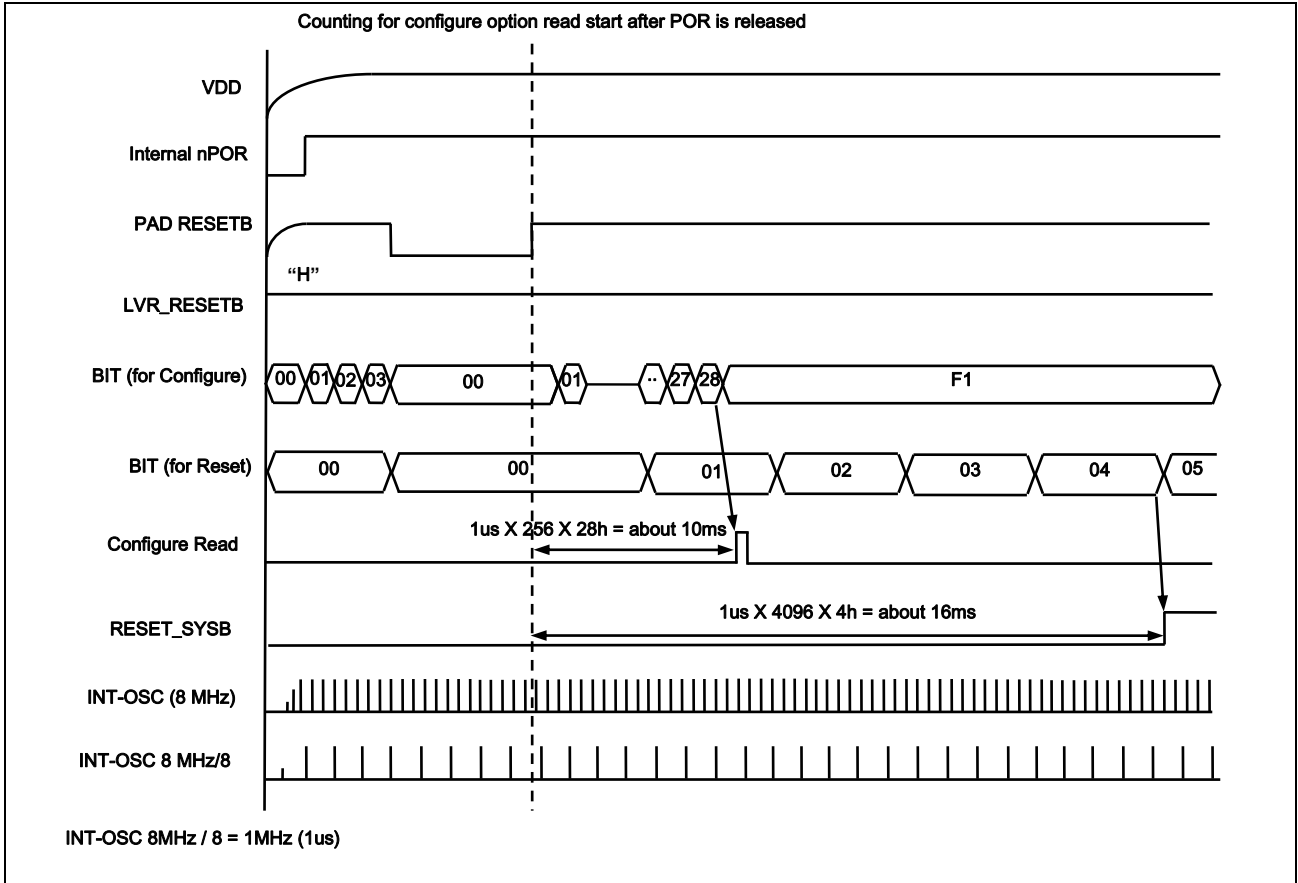 Counting for configure option read start after POR is released
VDD
Internal nPOR
PAD RESETB
“H”
LVR_RESETB
BIT (for Configure) 00 01 02 03 00 01 ·· 27 28 F1
BIT (for Reset) 00 00 01 02 03 04 05
1us X 256 X 28h = about 10ms
Configure Read
1us X 4096 X 4h = about 16ms
RESET_SYSB
INT-OSC (8 MHz)
INT-OSC 8 MHz/8
INT-OSC 8MHz / 8 = 1MHz (1us)